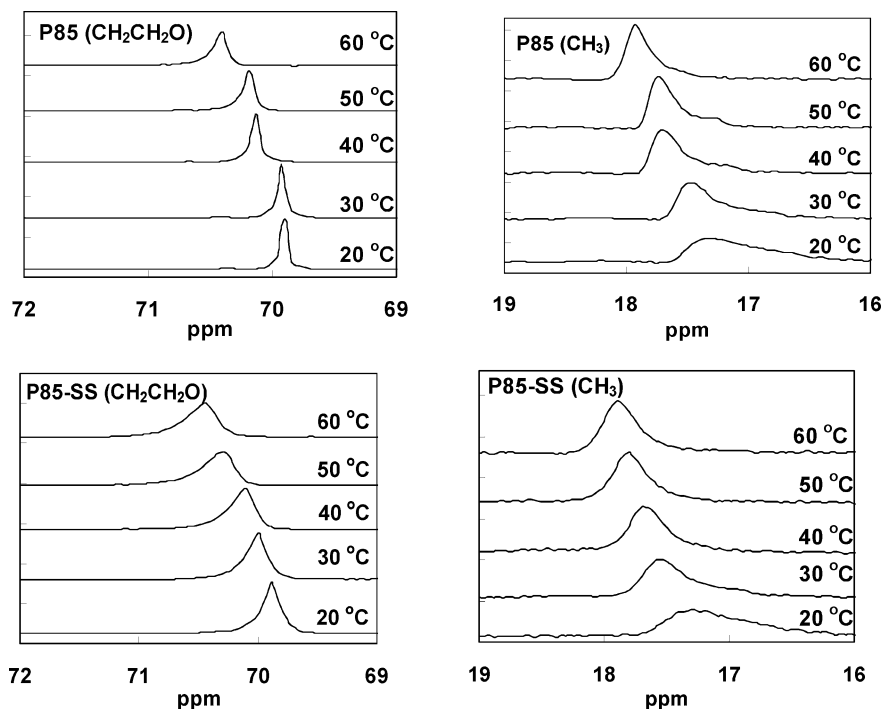 P85 (CH₂CH₂O)
60 °C
50 °C
40 °C
30 °C
20 °C
72 71 70 69
ppm
P85 (CH₃)
60 °C
50 °C
40 °C
30 °C
20 °C
19 18 17 16
ppm
P85-SS (CH₂CH₂O)
60 °C
50 °C
40 °C
30 °C
20 °C
72 71 70 69
ppm
P85-SS (CH₃)
60 °C
50 °C
40 °C
30 °C
20 °C
19 18 17 16
ppm